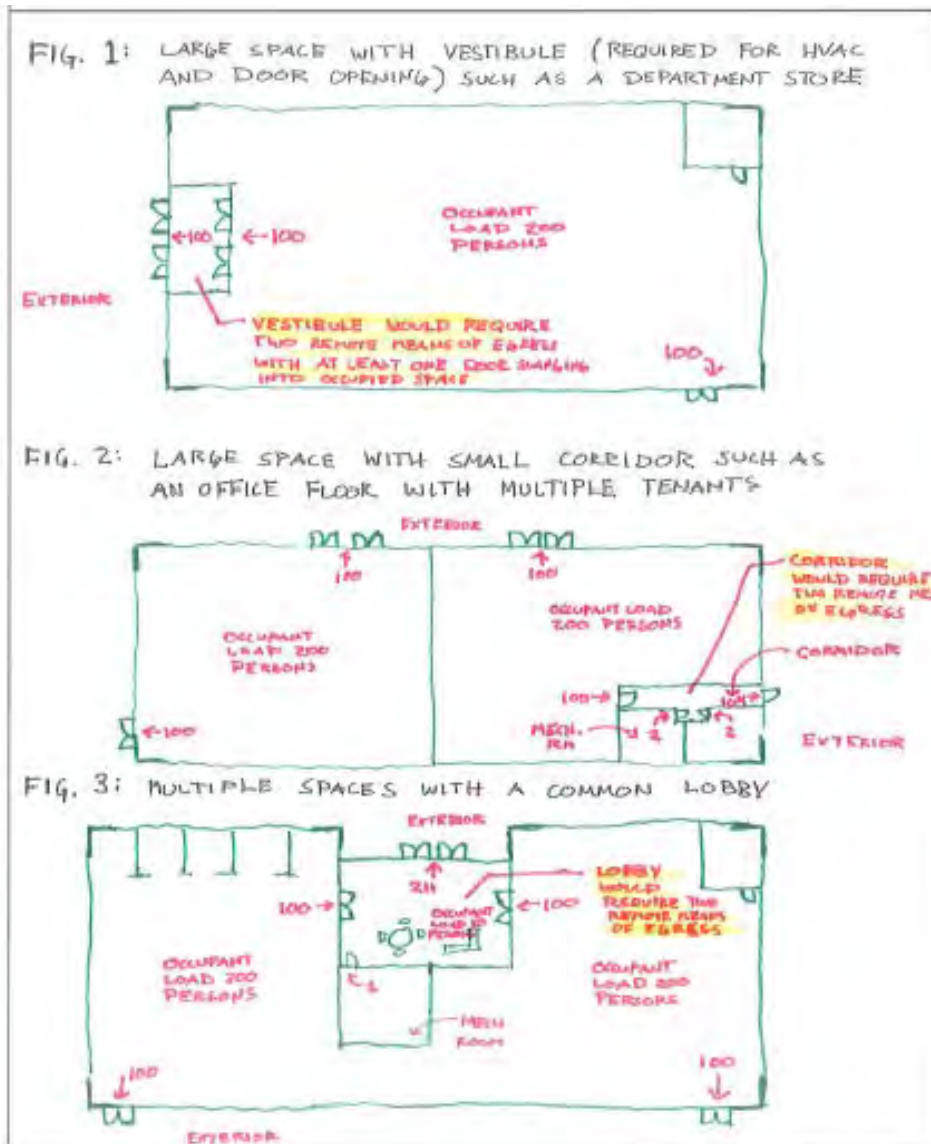 FIG. 1: LARGE SPACE WITH VESTIBULE (REQUIRED FOR HVAC
AND DOOR OPENING) SUCH AS A DEPARTMENT STORE
OCCUPANT
LOAD 200
PERSONS
←100
←100
EXTERIOR
VESTIBULE WOULD REQUIRE
TWO REMOTE MEANS OF EGRESS
WITH AT LEAST ONE DOOR SWINGING
INTO OCCUPIED SPACE
100
FIG. 2: LARGE SPACE WITH SMALL CORRIDOR SUCH AS
AN OFFICE FLOOR WITH MULTIPLE TENANTS
EXTERIOR
100
100
CORRIDOR
WOULD REQUIRE
TWO REMOTE ME
OF EGRESS
OCCUPANT
LOAD 200
PERSONS
OCCUPANT LOAD
200 PERSONS
CORRIDOR
100→
←100
MECH.
RM
2
2
EXTERIOR
FIG. 3: MULTIPLE SPACES WITH A COMMON LOBBY
EXTERIOR
211
LOBBY
WOULD
REQUIRE TWO
REMOTE MEANS
OF EGRESS
100→
←100
OCCUPANT
LOAD
OCCUPANT
LOAD 200
PERSONS
OCCUPANT
LOAD 200
PERSONS
1
MECH
ROOM
100
100
EXTERIOR